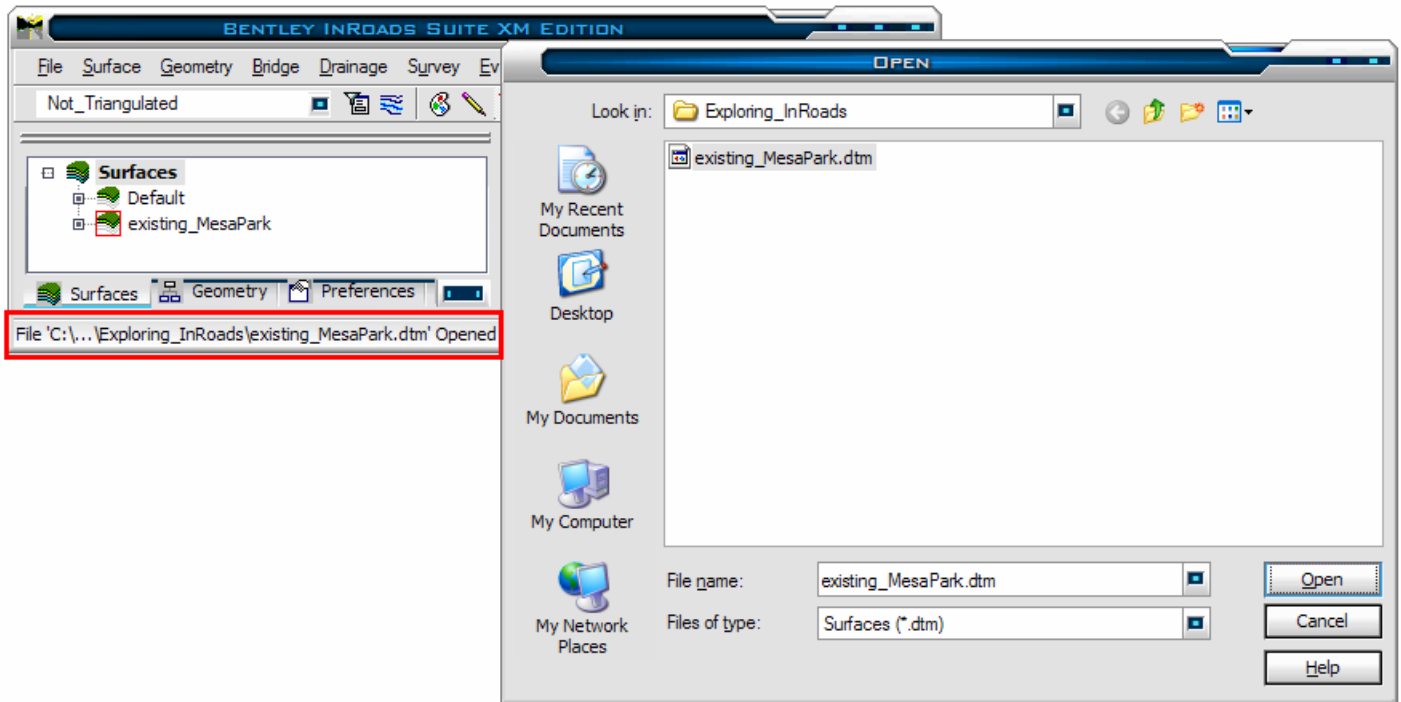 BENTLEY INROADS SUITE XM EDITION
File Surface Geometry Bridge Drainage Survey Ev
Not_Triangulated
Surfaces
Default
existing_MesaPark
Surfaces Geometry Preferences
File 'C:\...\Exploring_InRoads\existing_MesaPark.dtm' Opened
OPEN
Look in: Exploring_InRoads
existing_MesaPark.dtm
My Recent
Documents
Desktop
My Documents
My Computer
My Network
Places
File name: existing_MesaPark.dtm Open
Files of type: Surfaces (*.dtm) Cancel
Help